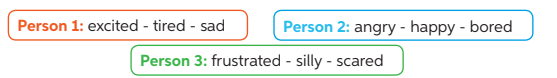 Person 1: excited - tired - sad
Person 2: angry - happy - bored
Person 3: frustrated - silly - scared